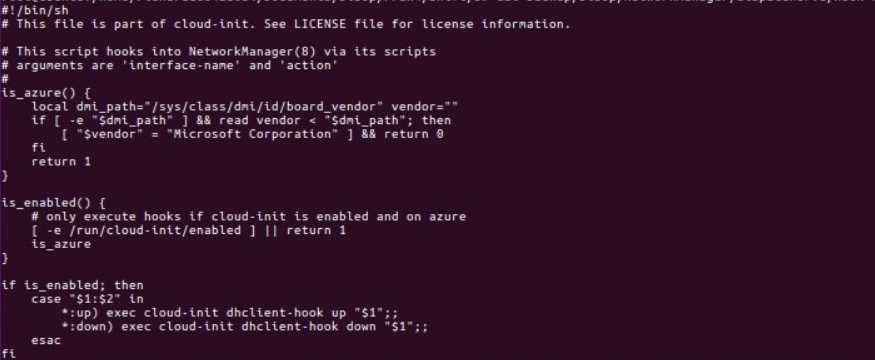 #!/bin/sh
# This file is part of cloud-init. See LICENSE file for license information.

# This script hooks into NetworkManager(8) via its scripts
# arguments are 'interface-name' and 'action'
#
is_azure() {
    local dmi_path="/sys/class/dmi/id/board_vendor" vendor=""
    if [ -e "$dmi_path" ] && read vendor < "$dmi_path"; then
        [ "$vendor" = "Microsoft Corporation" ] && return 0
    fi
    return 1
}

is_enabled() {
    # only execute hooks if cloud-init is enabled and on azure
    [ -e /run/cloud-init/enabled ] || return 1
    is_azure
}

if is_enabled; then
    case "$1:$2" in
        *:up) exec cloud-init dhclient-hook up "$1";;
        *:down) exec cloud-init dhclient-hook down "$1";;
    esac
fi